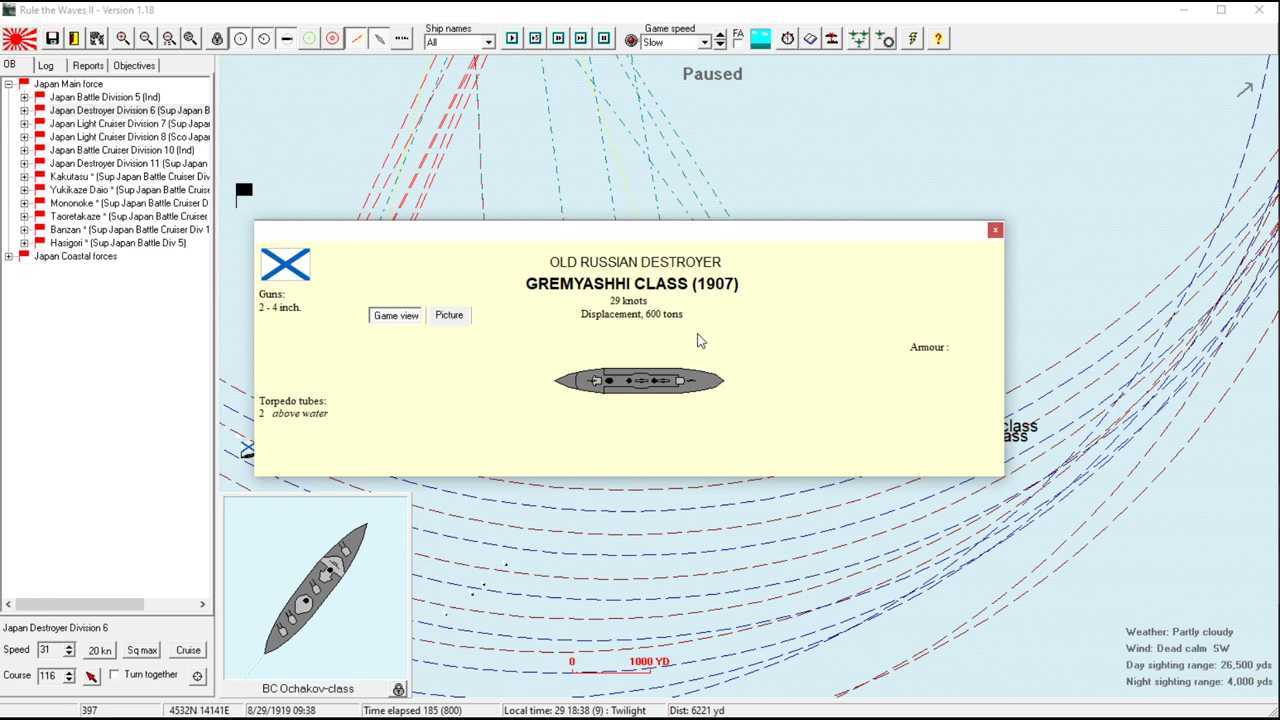 Rule the Waves II - Version 1.18
Ship names
All
Game speed
Slow
FA
OB
Log
Reports
Objectives
Paused
Japan Main force
Japan Battle Division 5 (Ind)
Japan Destroyer Division 6 (Sup Japan B
Japan Light Cruiser Division 7 (Sup Japa
Japan Light Cruiser Division 8 (Sco Japa
Japan Battle Cruiser Division 10 (Ind)
Japan Destroyer Division 11 (Sup Japan
Kakutasu * (Sup Japan Battle Cruiser Div
Yukikaze Daio * (Sup Japan Battle Cruise
Mononoke * (Sup Japan Battle Cruiser D
Taoretakaze * (Sup Japan Battle Cruiser
Banzan * (Sup Japan Battle Cruiser Div 1
Hasigori * (Sup Japan Battle Div 5)
Japan Coastal forces
OLD RUSSIAN DESTROYER
GREMYASHHI CLASS (1907)
29 knots
Displacement, 600 tons
Guns:
2 - 4 inch.
Game view
Picture
Armour :
Torpedo tubes:
2 above water
class
ass
BC Ochakov-class
0 1000 YD
Weather: Partly cloudy
Wind: Dead calm SW
Day sighting range: 26,500 yds
Night sighting range: 4,000 yds
Japan Destroyer Division 6
Speed 31 20 kn Sq max Cruise
Course 116 Turn together
397
4532N 14141E
8/29/1919 09:38
Time elapsed 185 (800)
Local time: 29 18:38 (9) : Twilight
Dist: 6221 yd